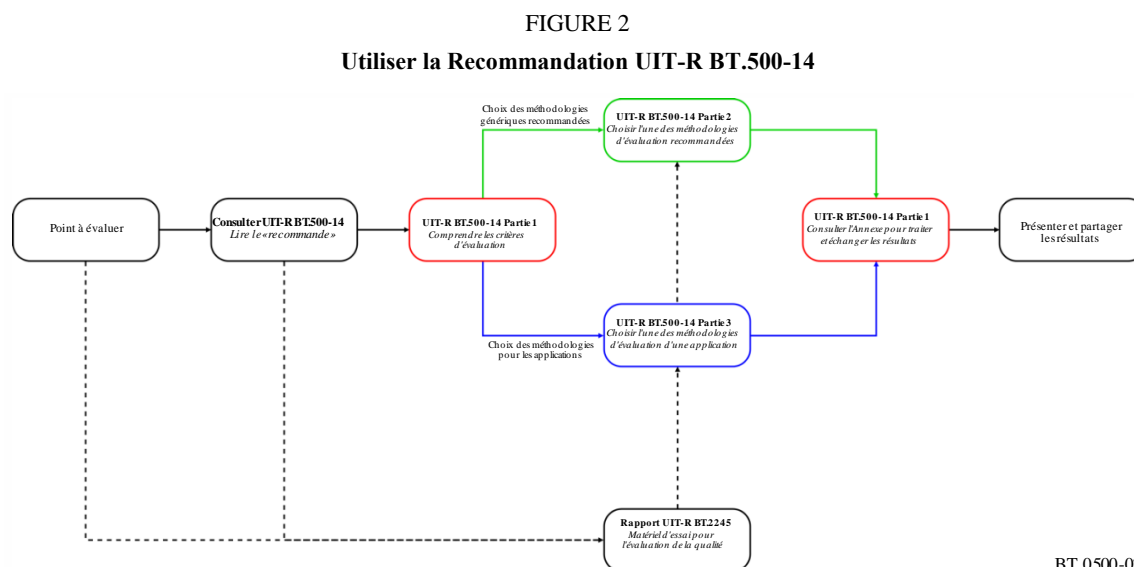 FIGURE 2
Utiliser la Recommandation UIT-R BT.500-14
Choix des méthodologies
génériques recommandées
UIT-R BT.500-14 Partie 2
Choisir l'une des méthodologies
d'évaluation recommandées
Point à évaluer
Consulter UIT-R BT.500-14
Lire le «recommande»
UIT-R BT.500-14 Partie 1
Comprendre les critères
d'évaluation
UIT-R BT.500-14 Partie 1
Consulter l'Annexe pour traiter
et échanger les résultats
Présenter et partager
les résultats
UIT-R BT.500-14 Partie 3
Choisir l'une des méthodologies
d'évaluation d'une application
Choix des méthodologies
pour les applications
Rapport UIT-R BT.2245
Matériel d'essai pour
l'évaluation de la qualité